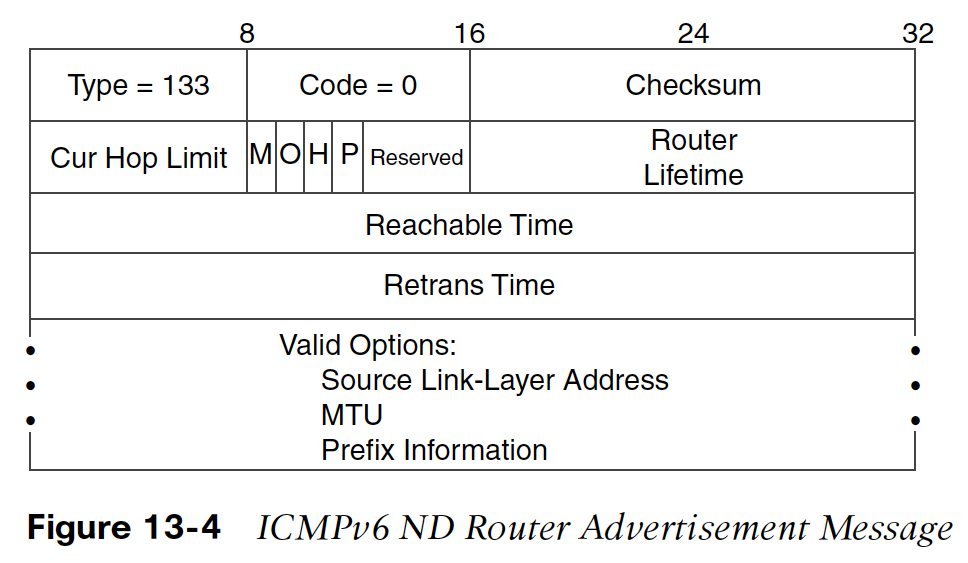 8 16 24 32
Type = 133 Code = 0 Checksum
Cur Hop Limit M O H P Reserved Router
Lifetime
Reachable Time
Retrans Time
Valid Options:
Source Link-Layer Address
MTU
Prefix Information
Figure 13-4 ICMPv6 ND Router Advertisement Message